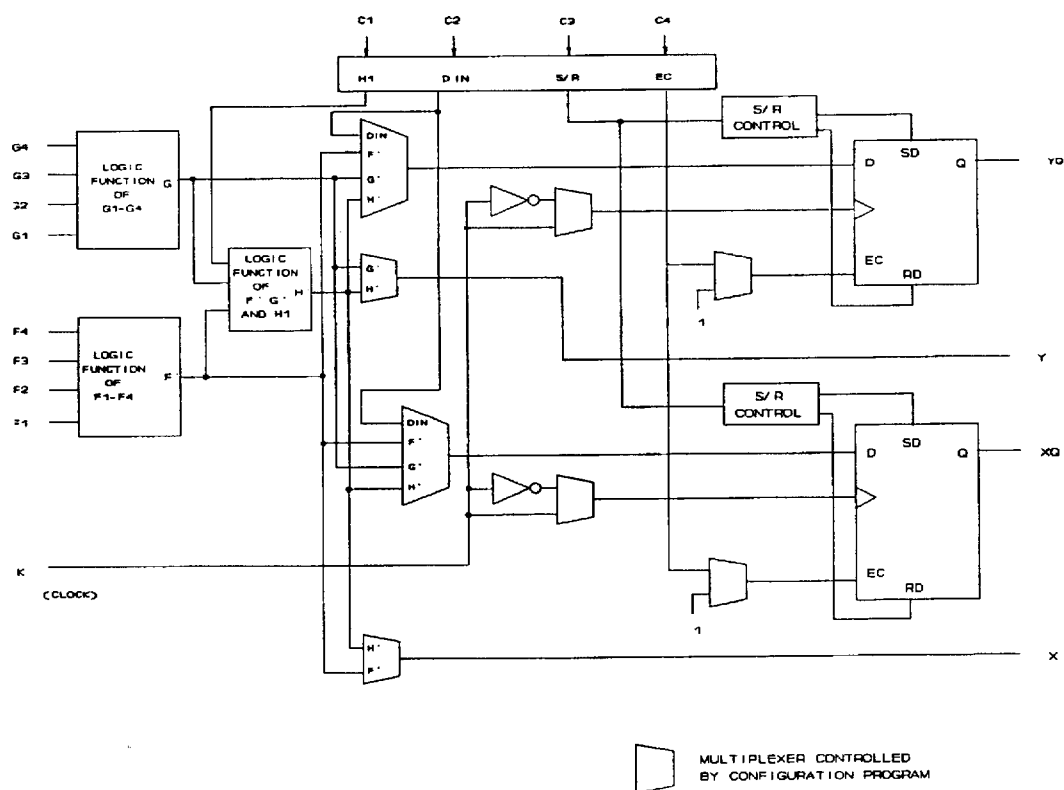 C1 C2 C3 C4
H1 DIN S/R EC
S/R
CONTROL
DIN
F'
G'
H'
D SD Q YQ
EC
RD
1
G4
G3
G2
G1
LOGIC
FUNCTION
OF
G1-G4
G
LOGIC
FUNCTION
OF
F' G'
AND H1
H
G'
H'
Y
F4
F3
F2
F1
LOGIC
FUNCTION
OF
F1-F4
F
S/R
CONTROL
DIN
F'
G'
H'
D SD Q XQ
EC
RD
1
K
(CLOCK)
H'
F'
X
MULTIPLEXER CONTROLLED
BY CONFIGURATION PROGRAM